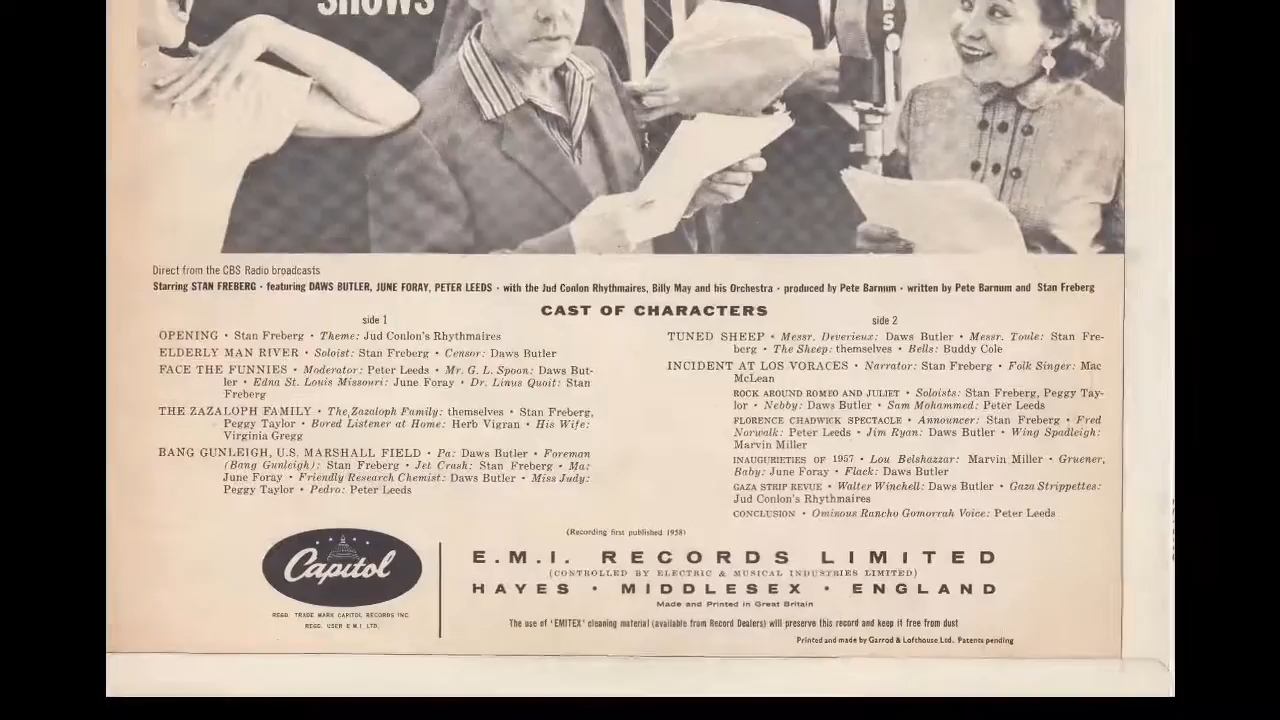 SHOWS
BS
Direct from the CBS Radio broadcasts
Starring STAN FREBERG • featuring DAWS BUTLER, JUNE FORAY, PETER LEEDS • with the Jud Conlon Rhythmaires, Billy May and his Orchestra • produced by Pete Barnum • written by Pete Barnum and Stan Freberg
CAST OF CHARACTERS
side 1
OPENING • Stan Freberg • Theme: Jud Conlon's Rhythmaires
ELDERLY MAN RIVER • Soloist: Stan Freberg • Censor: Daws Butler
FACE THE FUNNIES • Moderator: Peter Leeds • Mr. G. L. Spoon: Daws But-
ler • Edna St. Louis Missouri: June Foray • Dr. Linus Quoit: Stan
Freberg
THE ZAZALOPH FAMILY • The Zazaloph Family: themselves • Stan Freberg,
Peggy Taylor • Bored Listener at Home: Herb Vigran • His Wife:
Virginia Gregg
BANG GUNLEIGH, U.S. MARSHALL FIELD • Pa: Daws Butler • Foreman
(Bang Gunleigh): Stan Freberg • Jet Crash: Stan Freberg • Ma:
June Foray • Friendly Research Chemist: Daws Butler • Miss Judy:
Peggy Taylor • Pedro: Peter Leeds
side 2
TUNED SHEEP • Messr. Deverieux: Daws Butler • Messr. Toule: Stan Fre-
berg • The Sheep: themselves • Bells: Buddy Cole
INCIDENT AT LOS VORACES • Narrator: Stan Freberg • Folk Singer: Mac
McLean
ROCK AROUND ROMEO AND JULIET • Soloists: Stan Freberg, Peggy Tay-
lor • Nebby: Daws Butler • Sam Mohammed: Peter Leeds
FLORENCE CHADWICK SPECTACLE • Announcer: Stan Freberg • Fred
Norwalk: Peter Leeds • Jim Ryan: Daws Butler • Wing Spadleigh:
Marvin Miller
INAUGURIETIES OF 1957 • Lou Belshazzar: Marvin Miller • Gruener,
Baby: June Foray • Flack: Daws Butler
GAZA STRIP REVUE • Walter Winchell: Daws Butler • Gaza Strippettes:
Jud Conlon's Rhythmaires
CONCLUSION • Ominous Rancho Gomorrah Voice: Peter Leeds
(Recording first published 1958)
Capitol
REGD. TRADE MARK CAPITOL RECORDS INC.
REGD. USER E.M.I. LTD.
E.M.I. RECORDS LIMITED
(CONTROLLED BY ELECTRIC & MUSICAL INDUSTRIES LIMITED)
HAYES • MIDDLESEX • ENGLAND
Made and Printed in Great Britain
The use of 'EMITEX' cleaning material (available from Record Dealers) will preserve this record and keep it free from dust
Printed and made by Garrod & Lofthouse Ltd. Patents pending